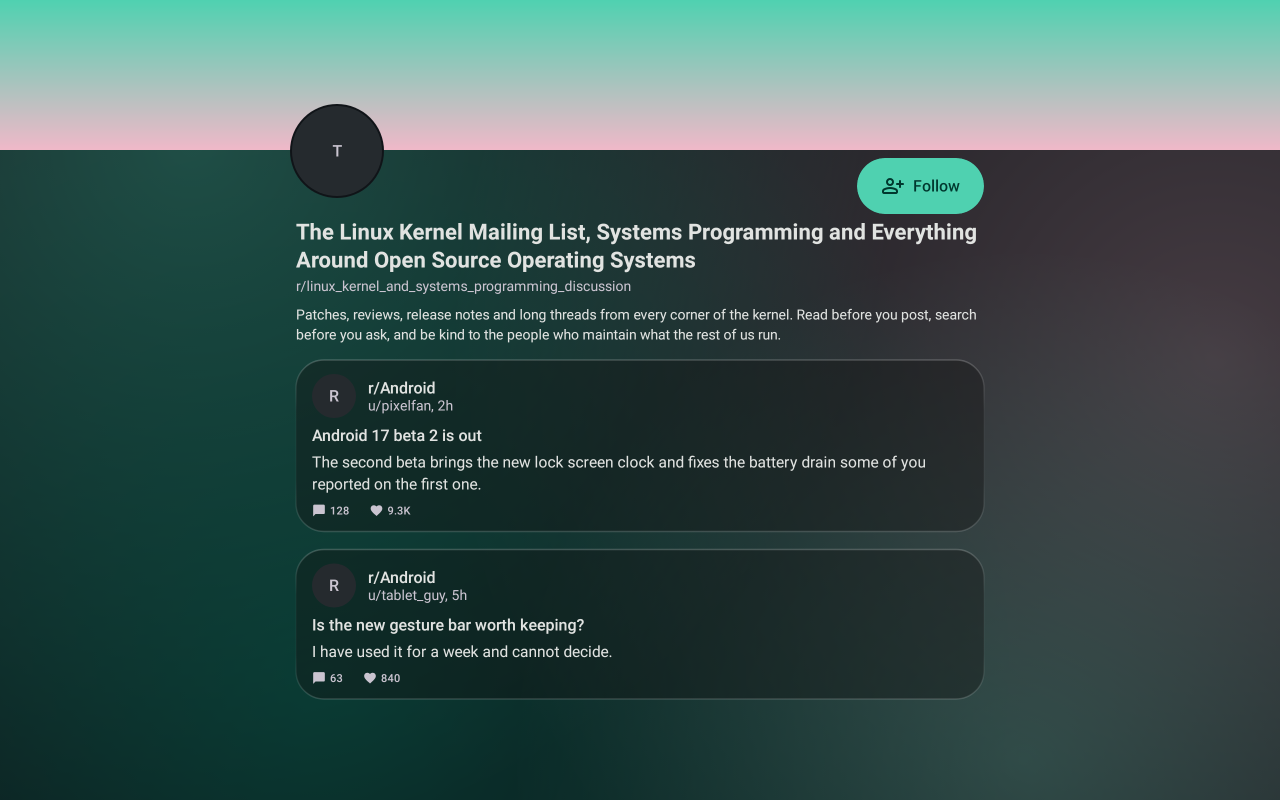 T
Follow
The Linux Kernel Mailing List, Systems Programming and Everything
Around Open Source Operating Systems
r/linux_kernel_and_systems_programming_discussion
Patches, reviews, release notes and long threads from every corner of the kernel. Read before you post, search
before you ask, and be kind to the people who maintain what the rest of us run.
R
r/Android
u/pixelfan, 2h
Android 17 beta 2 is out
The second beta brings the new lock screen clock and fixes the battery drain some of you
reported on the first one.
128 9.3K
R
r/Android
u/tablet_guy, 5h
Is the new gesture bar worth keeping?
I have used it for a week and cannot decide.
63 840